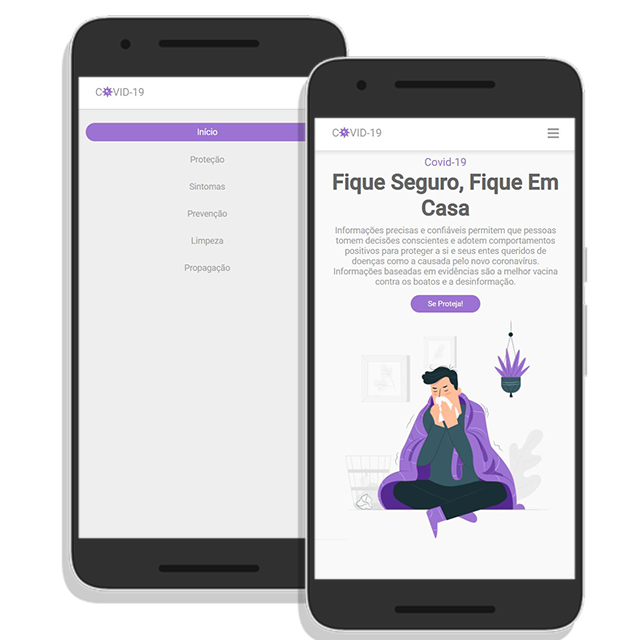 COVID-19
Início
Proteção
Sintomas
Prevenção
Limpeza
Propagação
COVID-19
Covid-19
Fique Seguro, Fique Em
Casa
Informações precisas e confiáveis permitem que pessoas
tomem decisões conscientes e adotem comportamentos
positivos para proteger a si e seus entes queridos de
doenças como a causada pelo novo coronavírus.
Informações baseadas em evidências são a melhor vacina
contra os boatos e a desinformação.
Se Proteja!